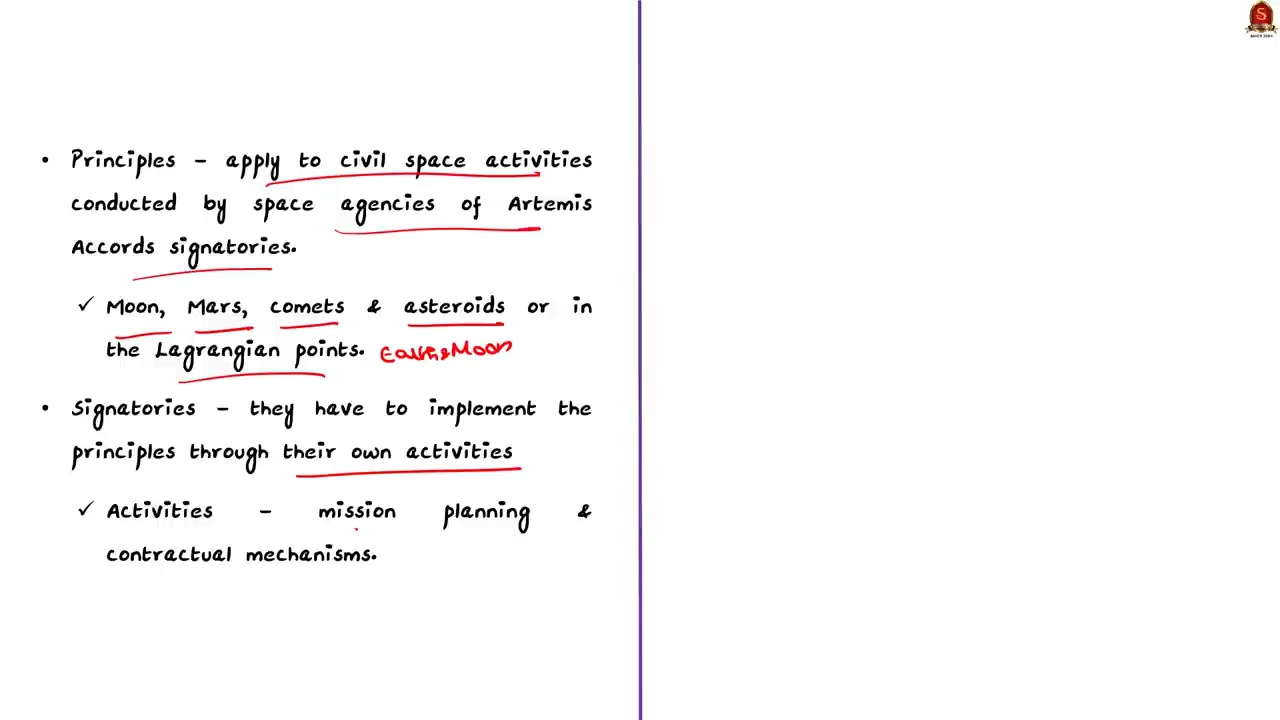 • Principles – apply to civil space activities
conducted by space agencies of Artemis
Accords signatories.
✓ Moon, Mars, comets & asteroids or in
the Lagrangian points. Earth & Moon
• Signatories – they have to implement the
principles through their own activities
✓ Activities – mission planning &
contractual mechanisms.
S
SINCE 2004